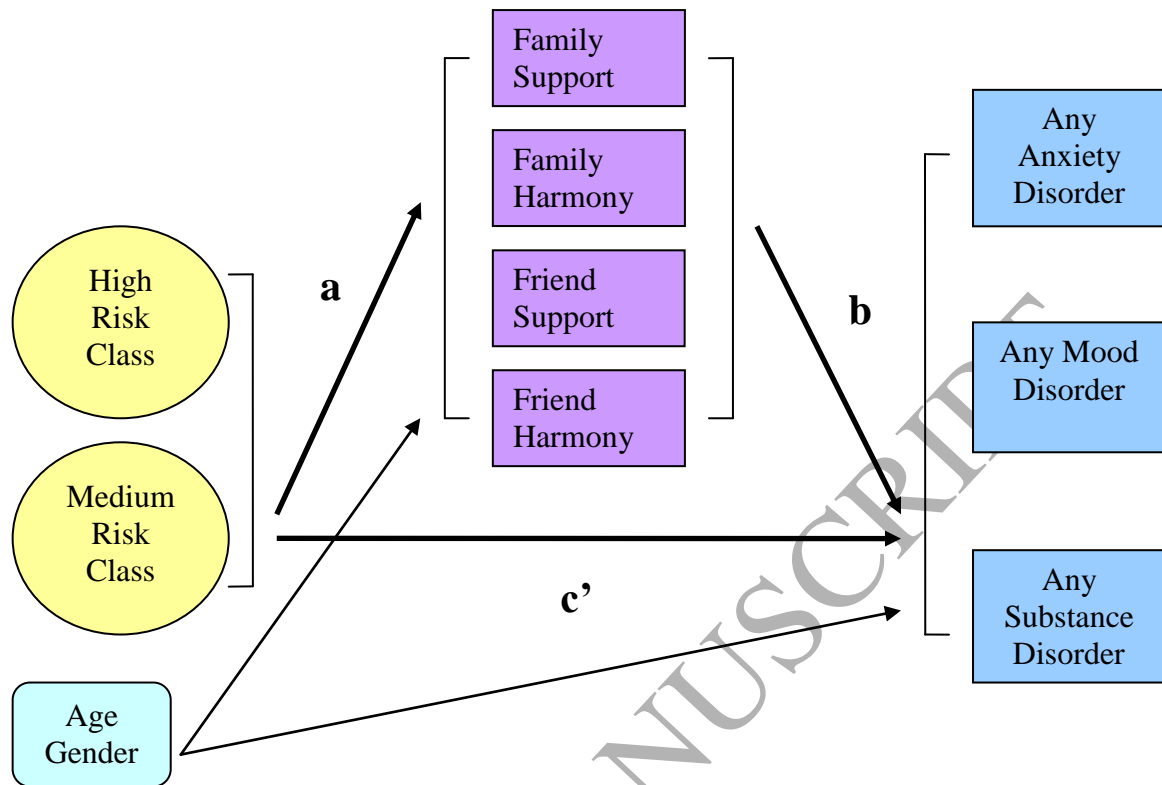 Family
Support
Family
Harmony
Friend
Support
Friend
Harmony
High
Risk
Class
Medium
Risk
Class
Age
Gender
a
b
c’
Any
Anxiety
Disorder
Any Mood
Disorder
Any
Substance
Disorder
NUSCRIPT